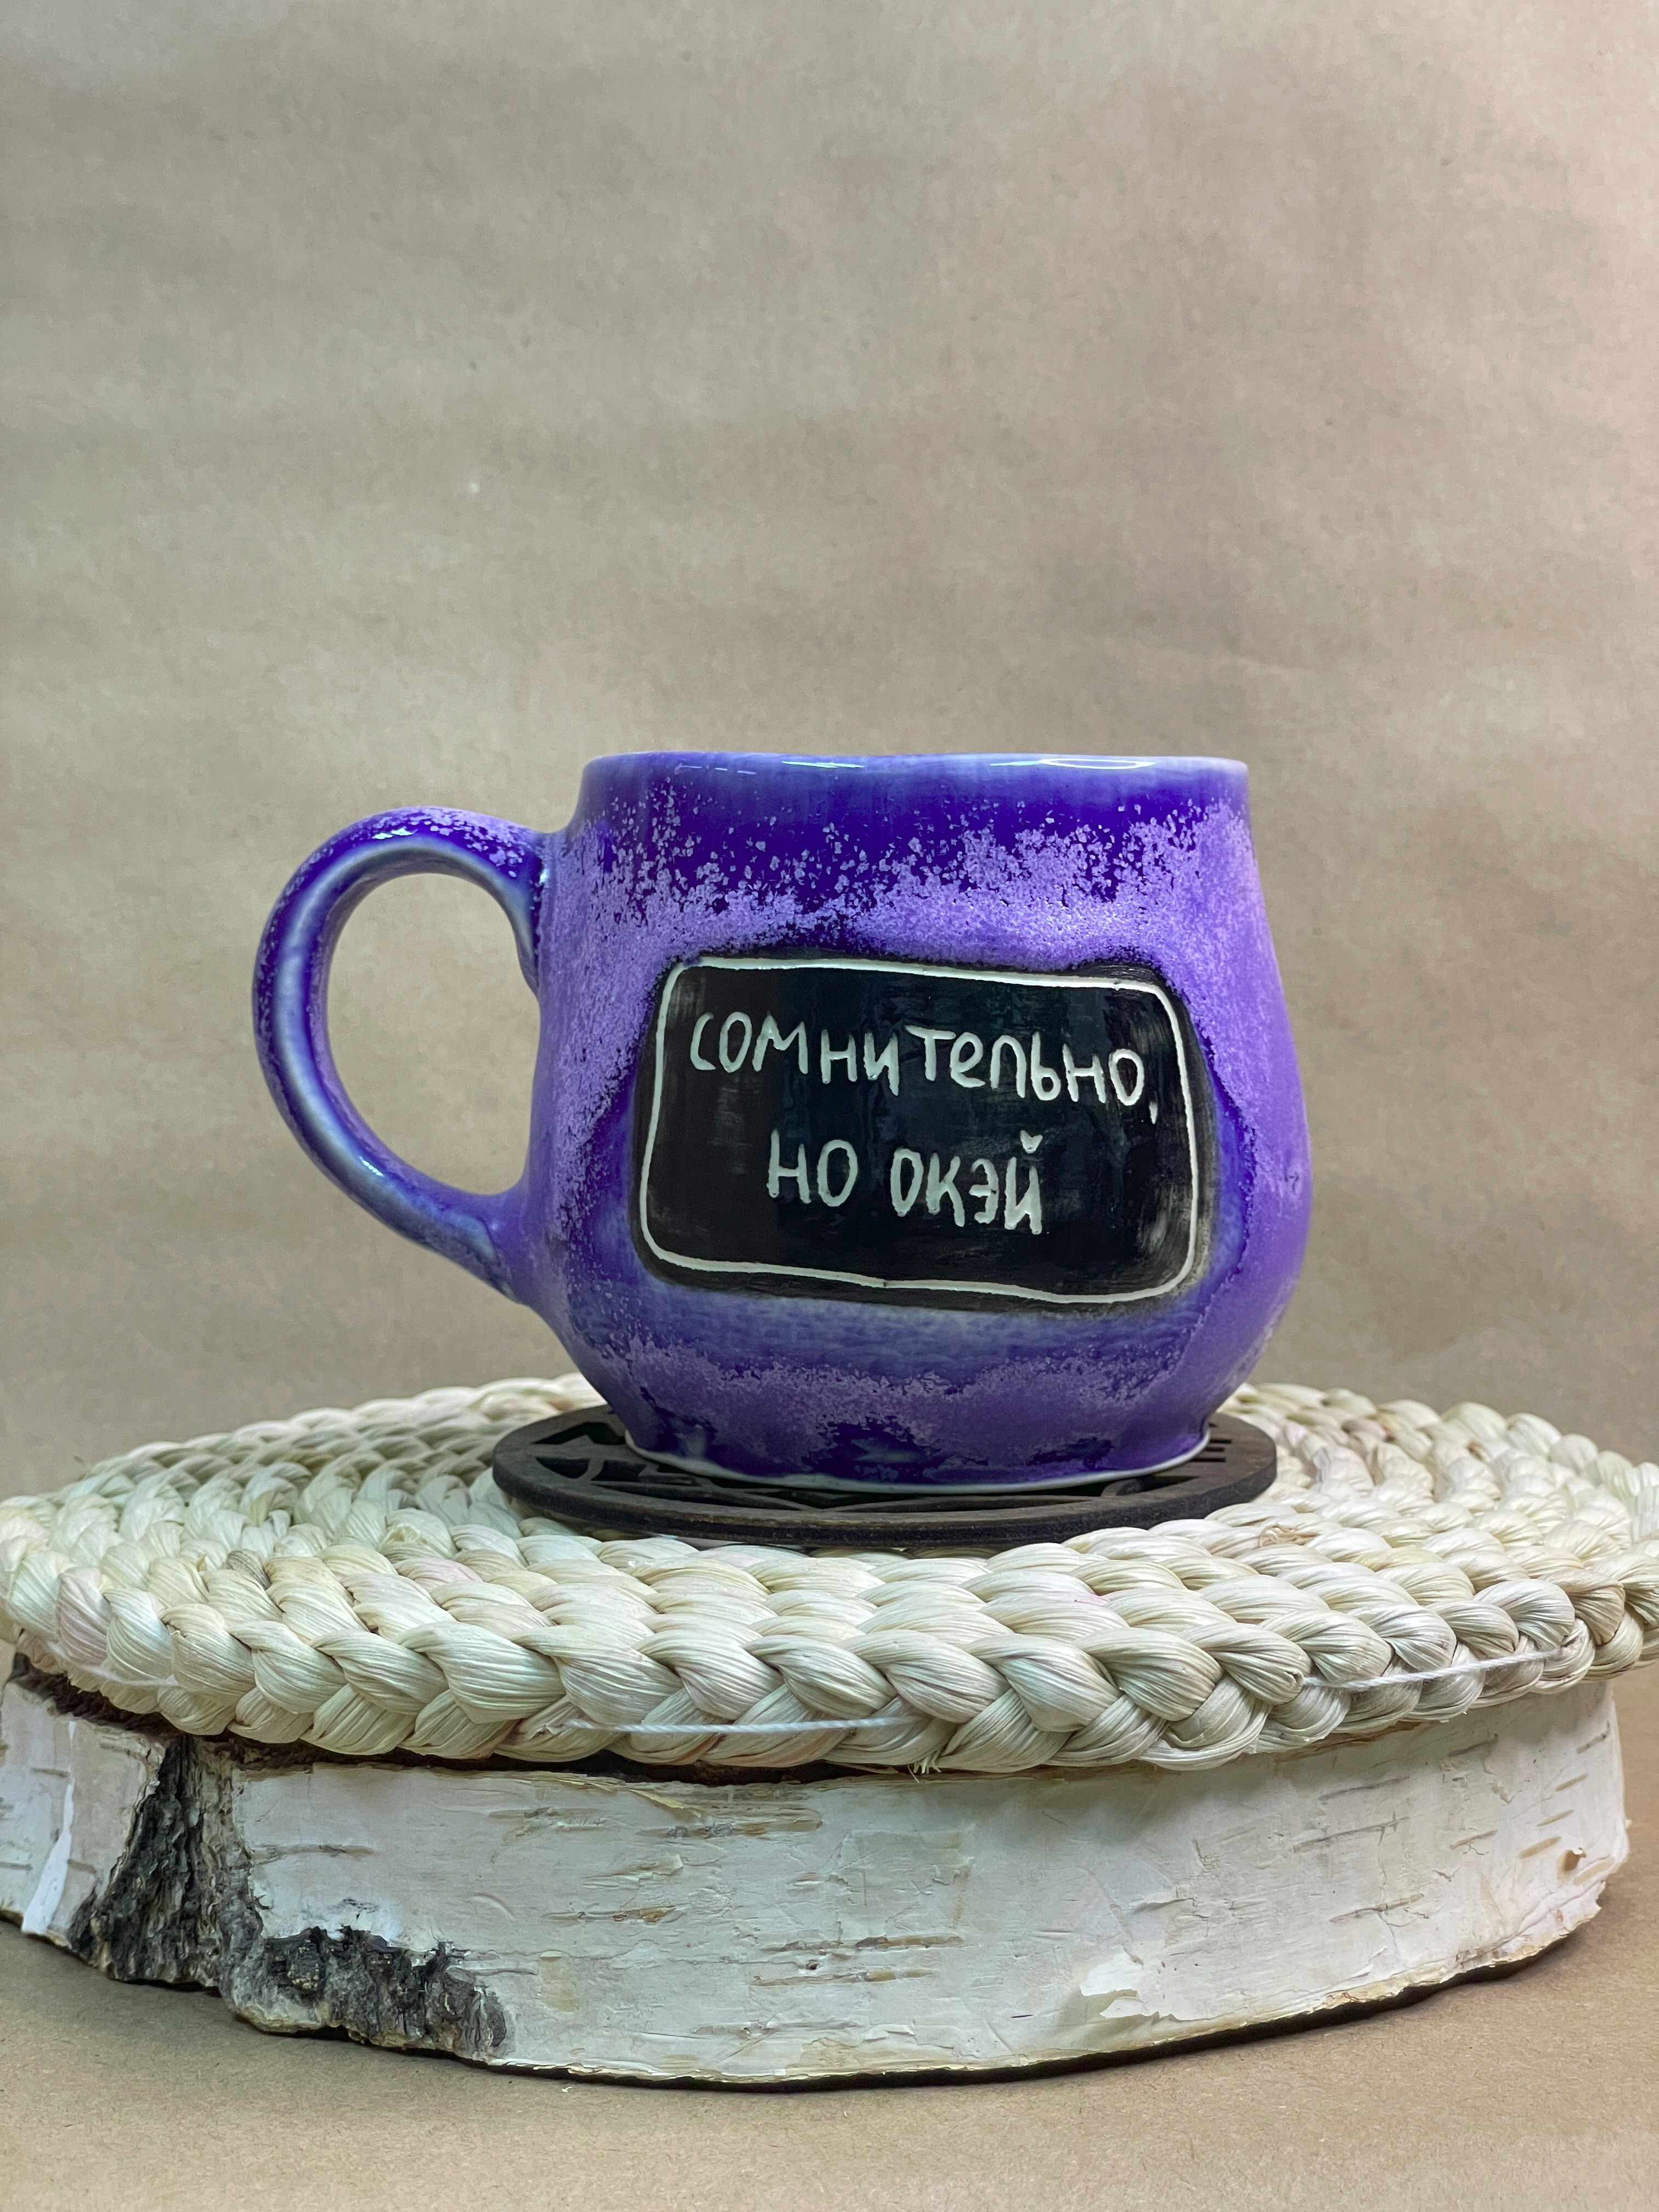 сомнительно,
но окэй